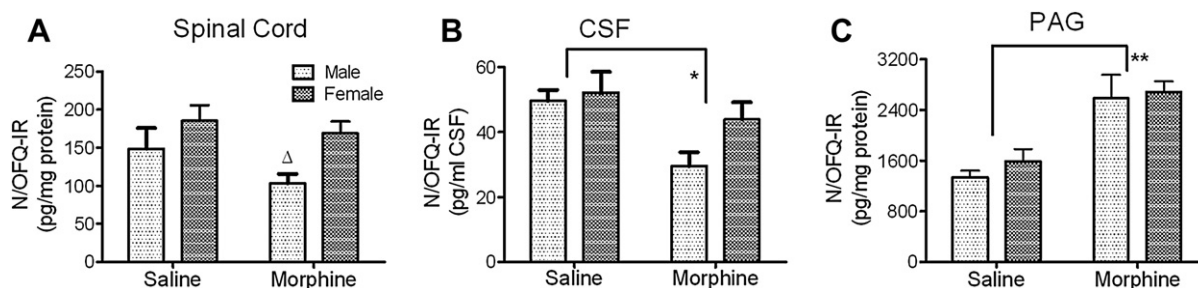 A
Spinal Cord
N/OFQ-IR
(pg/mg protein)
250
200
150
100
50
0
Male
Female
Δ
Saline
Morphine
B
CSF
N/OFQ-IR
(pg/ml CSF)
60
40
20
0
*
Saline
Morphine
C
PAG
N/OFQ-IR
(pg/mg protein)
3200
2400
1600
800
0
**
Saline
Morphine